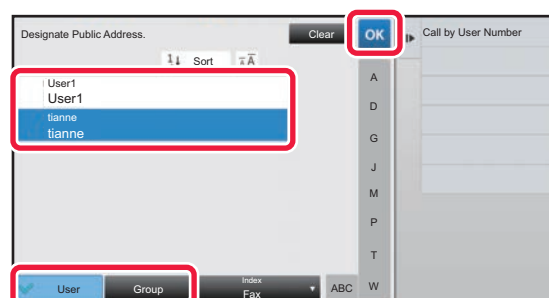 Designate Public Address.
Clear
OK
Call by User Number
Sort
User1
User1
tianne
tianne
A
D
G
J
M
P
T
W
User
Group
Index
Fax
ABC